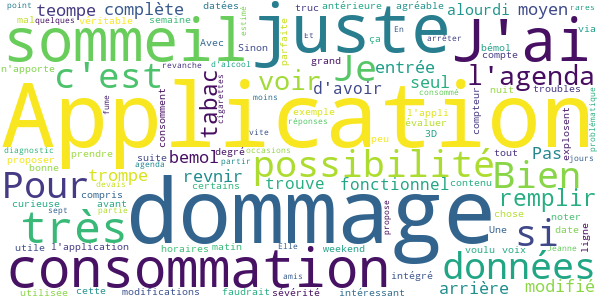 point quelques rares datées antérieure agréable via
mal véritable teompe complète semaine estimé truc alourdi moyen
sommeil juste J'ai
n'apporte Avec d'alcool parfaite En ça arrêter
Sinon Et grand bémol compte
revanche
c'est tabac cigarettes voir Je entrée seul l'agenda
d'avoir nuit troubles
Application
fume consomment moins exemple l'appli compteur consommé
vite réponses évaluer 3D explosent problématique
diagnostic prendre suite degré peu tout
proposer bonne agenda partir occasions jours
trompe bemol possibilité Pas Bien
Pour compris certains revnir trouve fonctionnel contenu remplir
devais
curieuse avant sept partie dommage chose noter
très si Une date ligne
utile l'application horaires matin propose voulu voix Jeanne
Elle weekend
consommation amis intégré données
arrière modifié
utilisée cette modifications faudrait sévérité intéressant